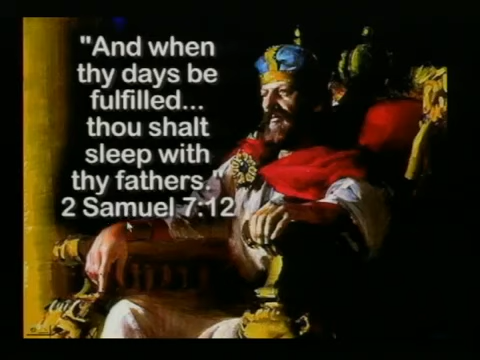 "And when
thy days be
fulfilled...
thou shalt
sleep with
thy fathers."
2 Samuel 7:12